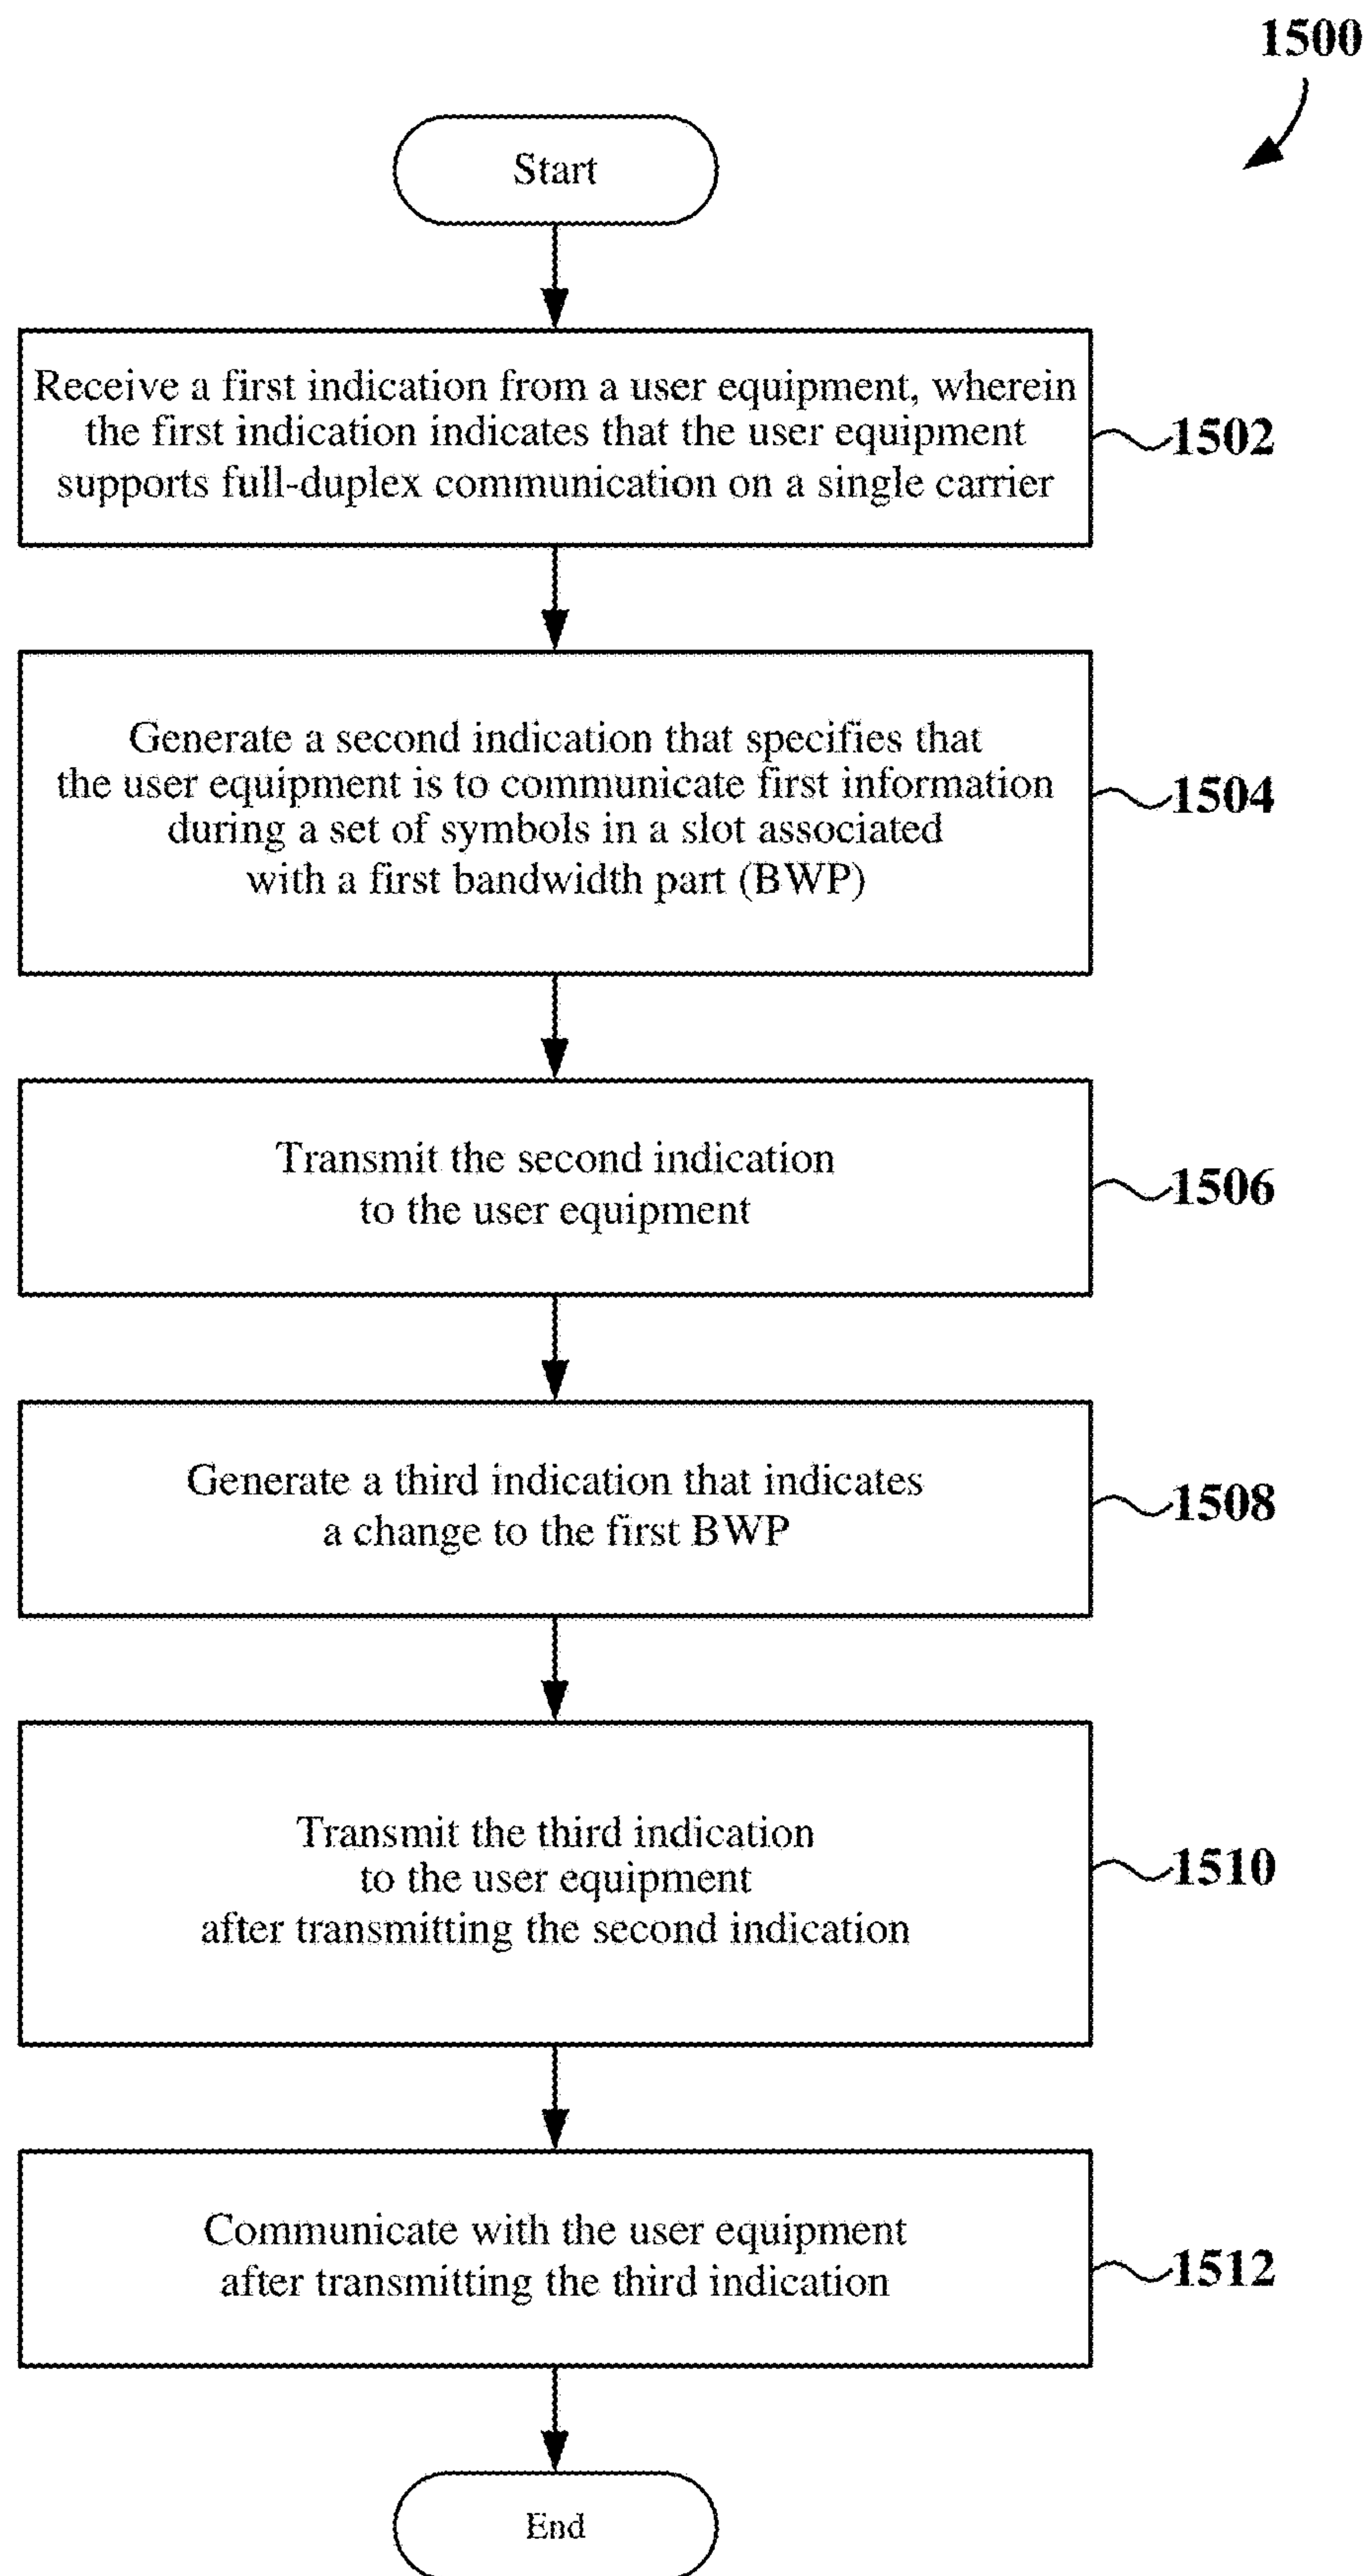 1500
Start
Receive a first indication from a user equipment, wherein
the first indication indicates that the user equipment
supports full-duplex communication on a single carrier
1502
Generate a second indication that specifies that
the user equipment is to communicate first information
during a set of symbols in a slot associated
with a first bandwidth part (BWP)
1504
Transmit the second indication
to the user equipment
1506
Generate a third indication that indicates
a change to the first BWP
1508
Transmit the third indication
to the user equipment
after transmitting the second indication
1510
Communicate with the user equipment
after transmitting the third indication
1512
End